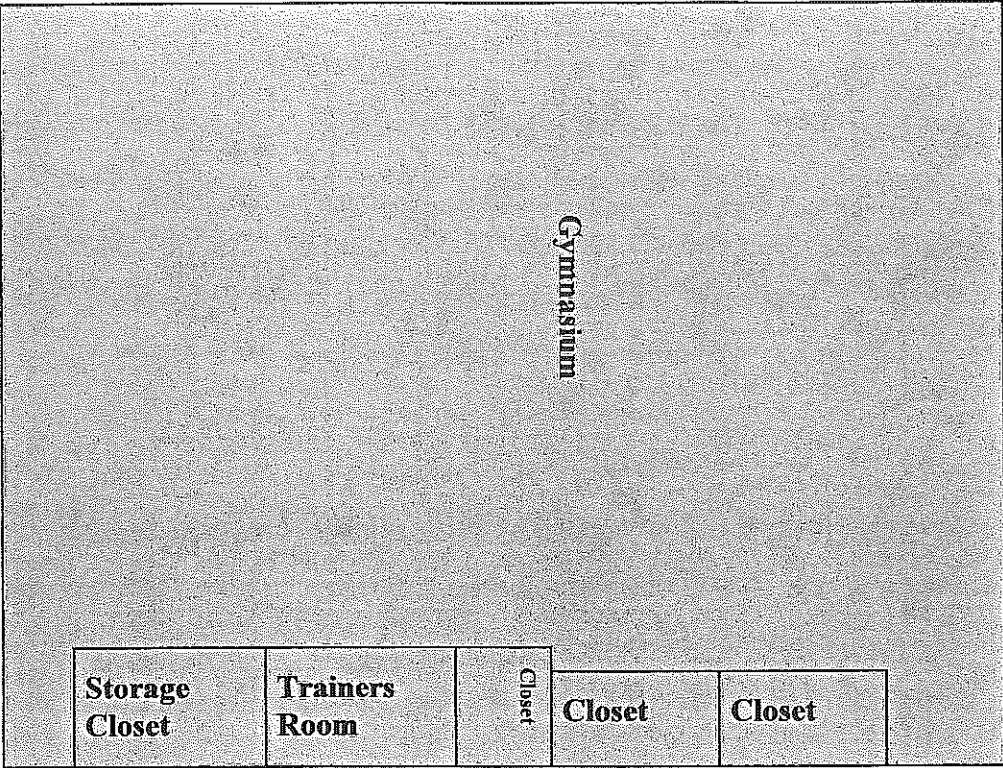 Gymnasium
Storage
Closet
Trainers
Room
Closet
Closet
Closet